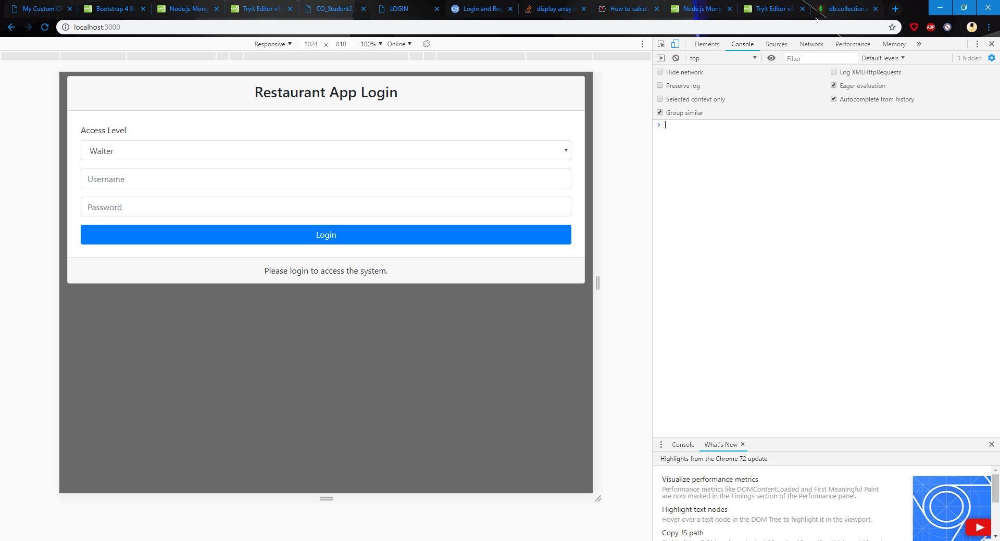 My Custom C
Bootstrap 4 Bu
Node.js Mong
Tryit Editor v3.
CO_Student2_
LOGIN
Login and Reg
display array o
How to calcula
Node.js Mong
Tryit Editor v3.
db.collection.
localhost:3000
ABP
Responsive ▼ 1024 x 810 100% ▼ Online ▼
Elements Console Sources Network Performance Memory »
top Filter Default levels ▼ 1 hidden
Hide network Log XMLHttpRequests
Preserve log Eager evaluation
Selected context only Autocomplete from history
Group similar
Restaurant App Login
Access Level
Waiter
Username
Password
Login
Please login to access the system.
Console What's New
Highlights from the Chrome 72 update
Visualize performance metrics
Performance metrics like DOMContentLoaded and First Meaningful Paint
are now marked in the Timings section of the Performance panel.
Highlight text nodes
Hover over a text node in the DOM Tree to highlight it in the viewport.
Copy JS path